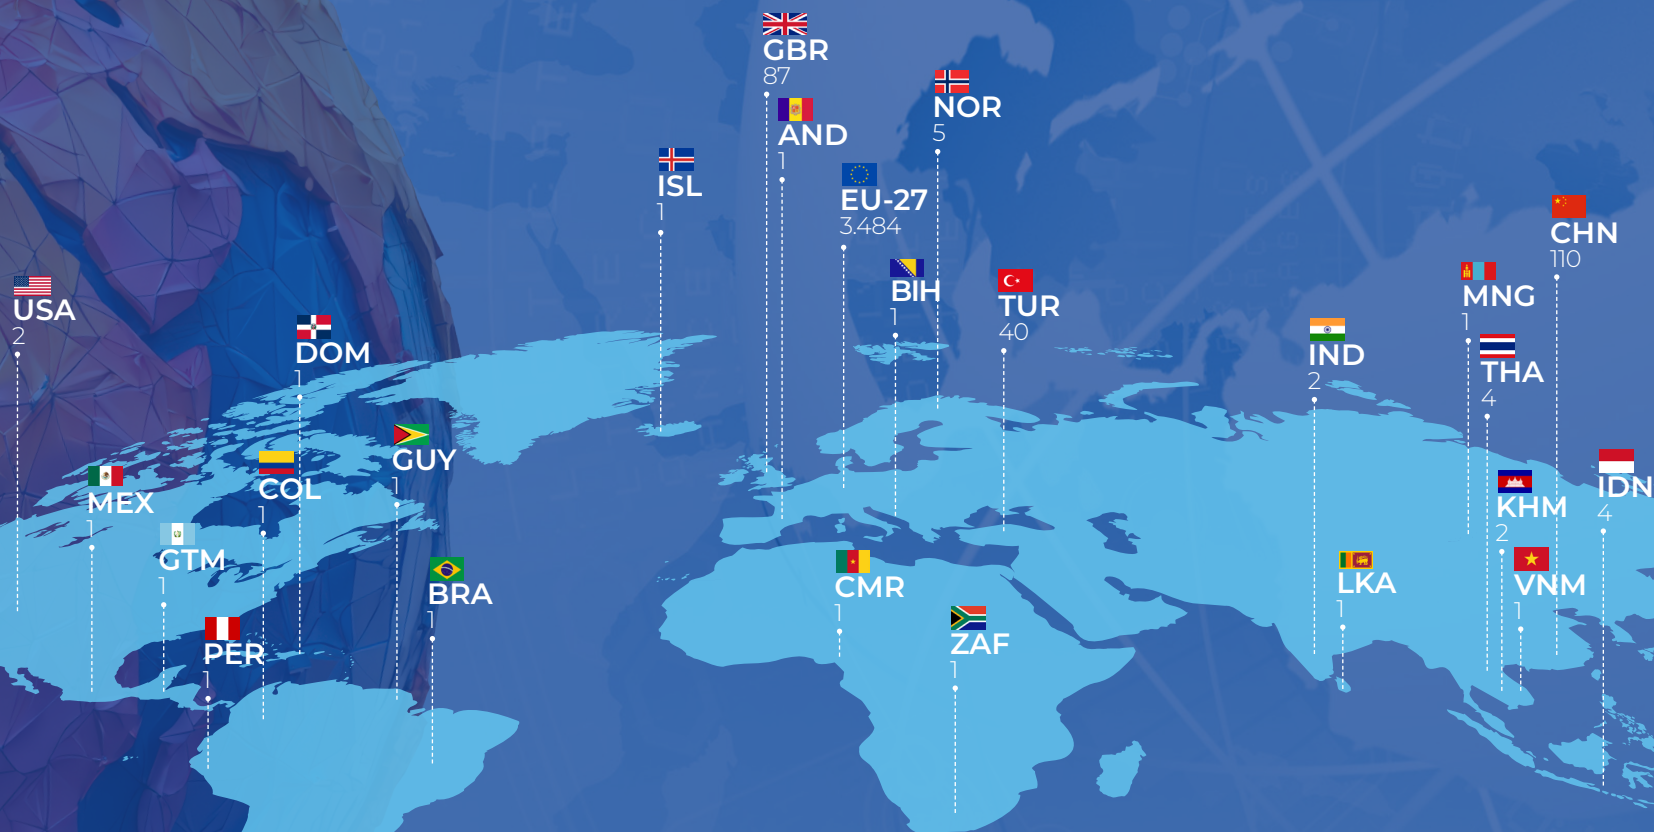 GBR
87
NOR
5
AND
1
ISL
1
EU-27
3.484
CHN
110
BIH
1
TUR
40
MNG
1
USA
2
DOM
1
IND
2
THA
4
GUY
1
COL
1
MEX
1
IDN
4
KHM
2
GTM
1
CMR
1
LKA
1
VNM
1
BRA
1
PER
1
ZAF
1